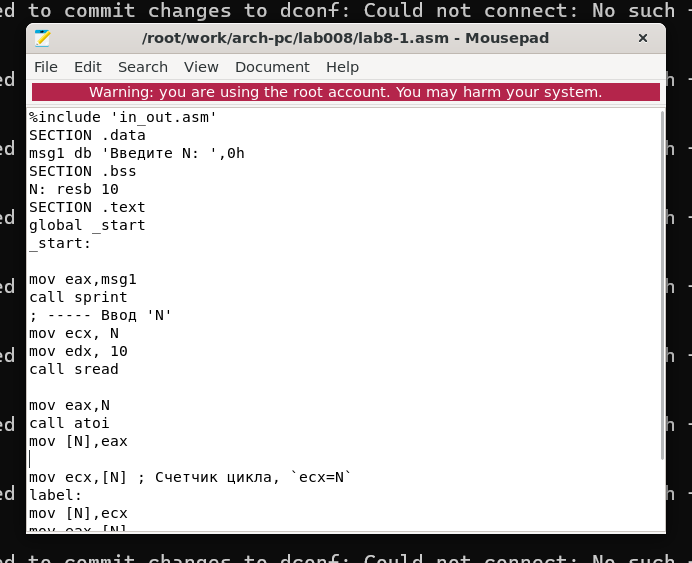 ed to commit changes to dconf: Could not connect: No such
/root/work/arch-pc/lab008/lab8-1.asm - Mousepad
File Edit Search View Document Help
Warning: you are using the root account. You may harm your system.
%include 'in_out.asm'
SECTION .data
msg1 db 'Введите N: ',0h
SECTION .bss
N: resb 10
SECTION .text
global _start
_start:
mov eax,msg1
call sprint
; ----- Ввод 'N'
mov ecx, N
mov edx, 10
call sread
mov eax,N
call atoi
mov [N],eax
mov ecx,[N] ; Счетчик цикла, `ecx=N`
label:
mov [N],ecx
mov eax,[N]
ed to commit changes to dconf: Could not connect: No such